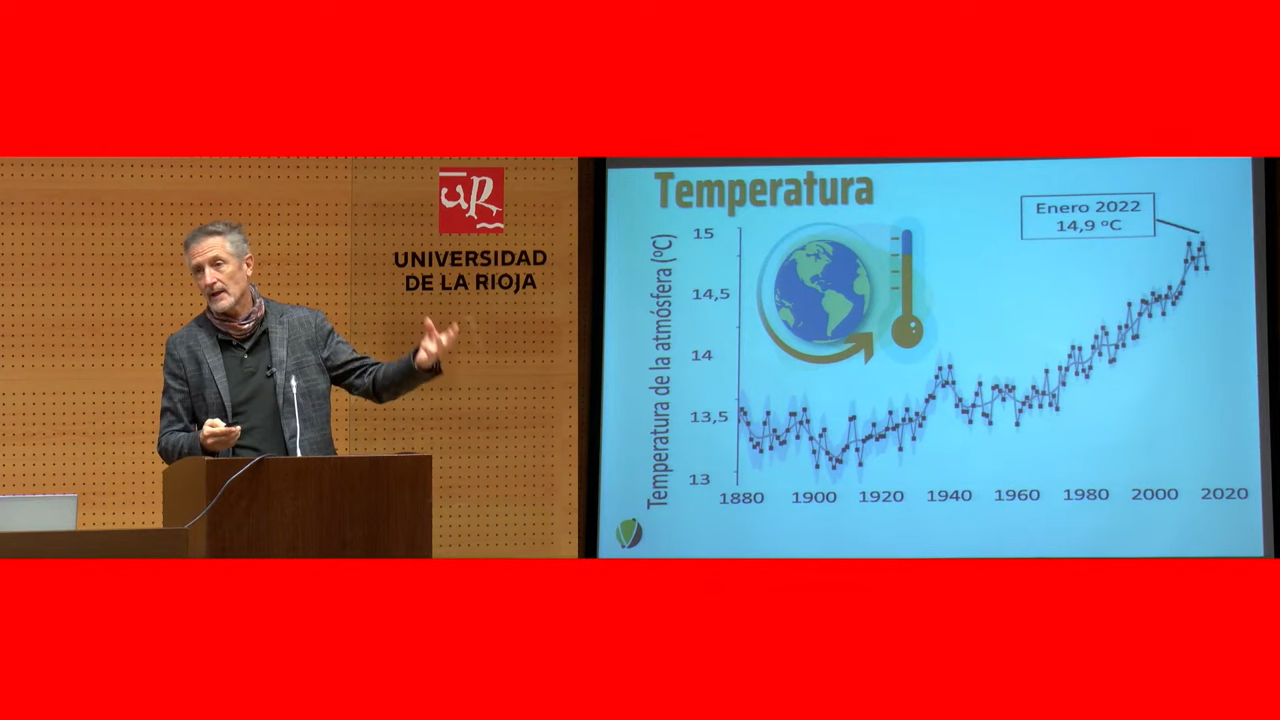 uR
UNIVERSIDAD
DE LA RIOJA
Temperatura
Enero 2022
14,9 ºC
Temperatura de la atmósfera (ºC)
15
14,5
14
13,5
13
1880 1900 1920 1940 1960 1980 2000 2020